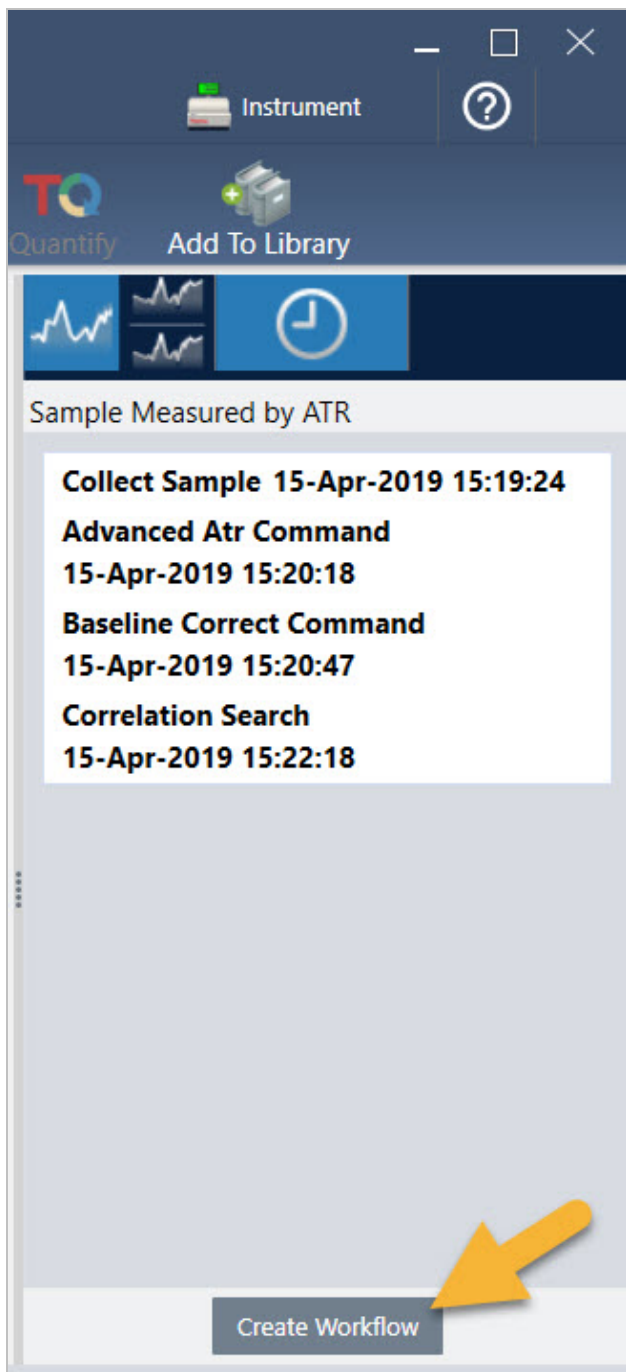 Instrument
TQ
Quantify
Add To Library
Sample Measured by ATR
Collect Sample 15-Apr-2019 15:19:24
Advanced Atr Command
15-Apr-2019 15:20:18
Baseline Correct Command
15-Apr-2019 15:20:47
Correlation Search
15-Apr-2019 15:22:18
Create Workflow